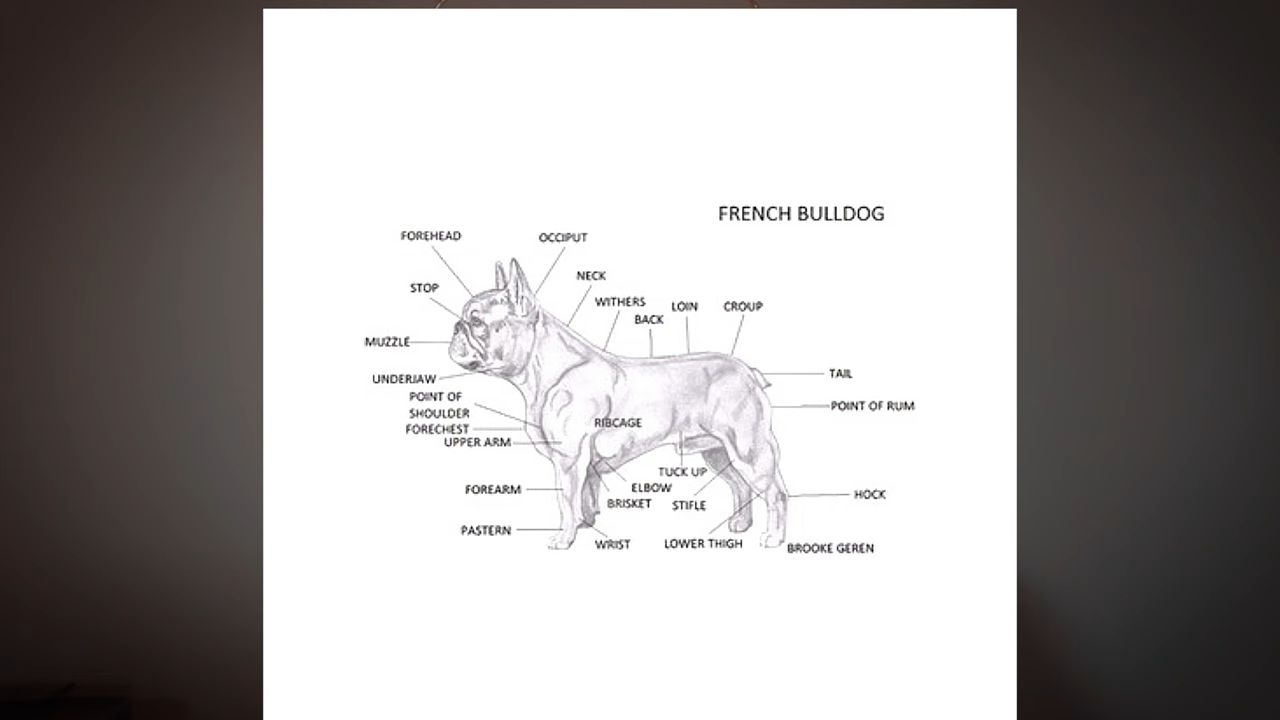 FRENCH BULLDOG
FOREHEAD
OCCIPUT
NECK
STOP
WITHERS
LOIN
CROUP
BACK
MUZZLE
TAIL
UNDERJAW
POINT OF
SHOULDER
POINT OF RUM
RIBCAGE
FORECHEST
UPPER ARM
TUCK UP
FOREARM
ELBOW
HOCK
BRISKET
STIFLE
PASTERN
WRIST
LOWER THIGH
BROOKE GEREN